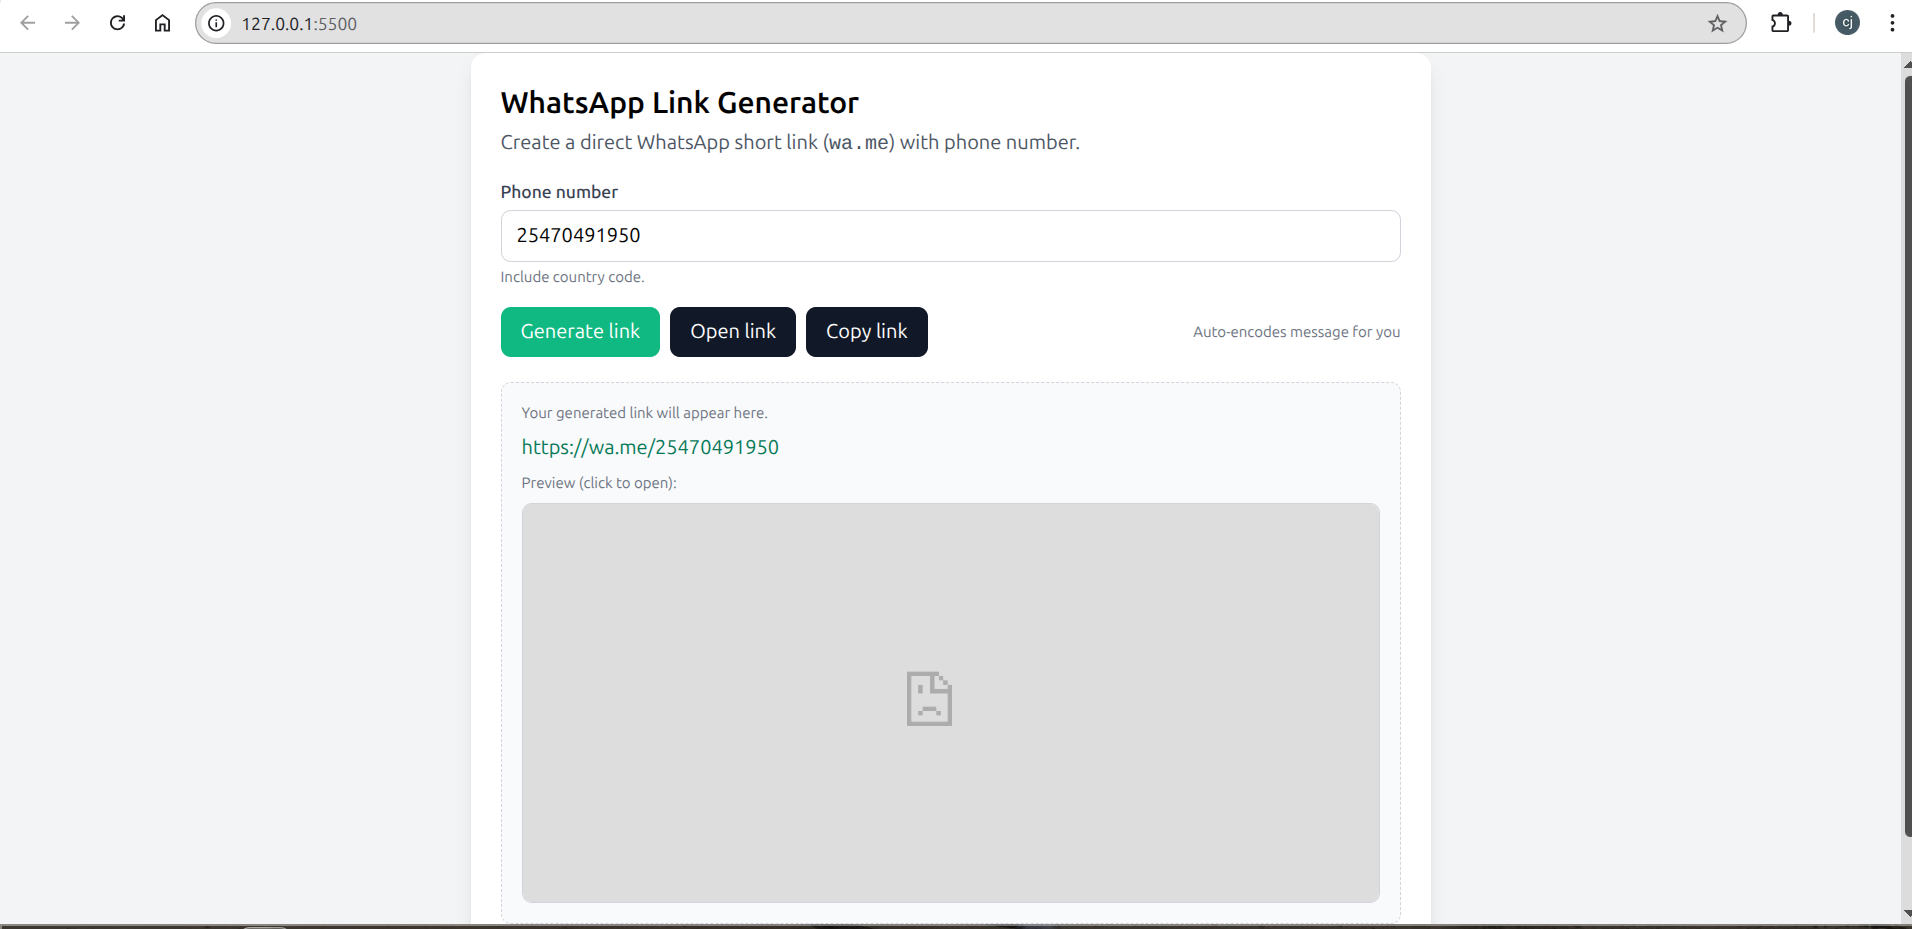 127.0.0.1:5500
cj
WhatsApp Link Generator
Create a direct WhatsApp short link (wa.me) with phone number.
Phone number
25470491950
Include country code.
Generate link
Open link
Copy link
Auto-encodes message for you
Your generated link will appear here.
https://wa.me/25470491950
Preview (click to open):